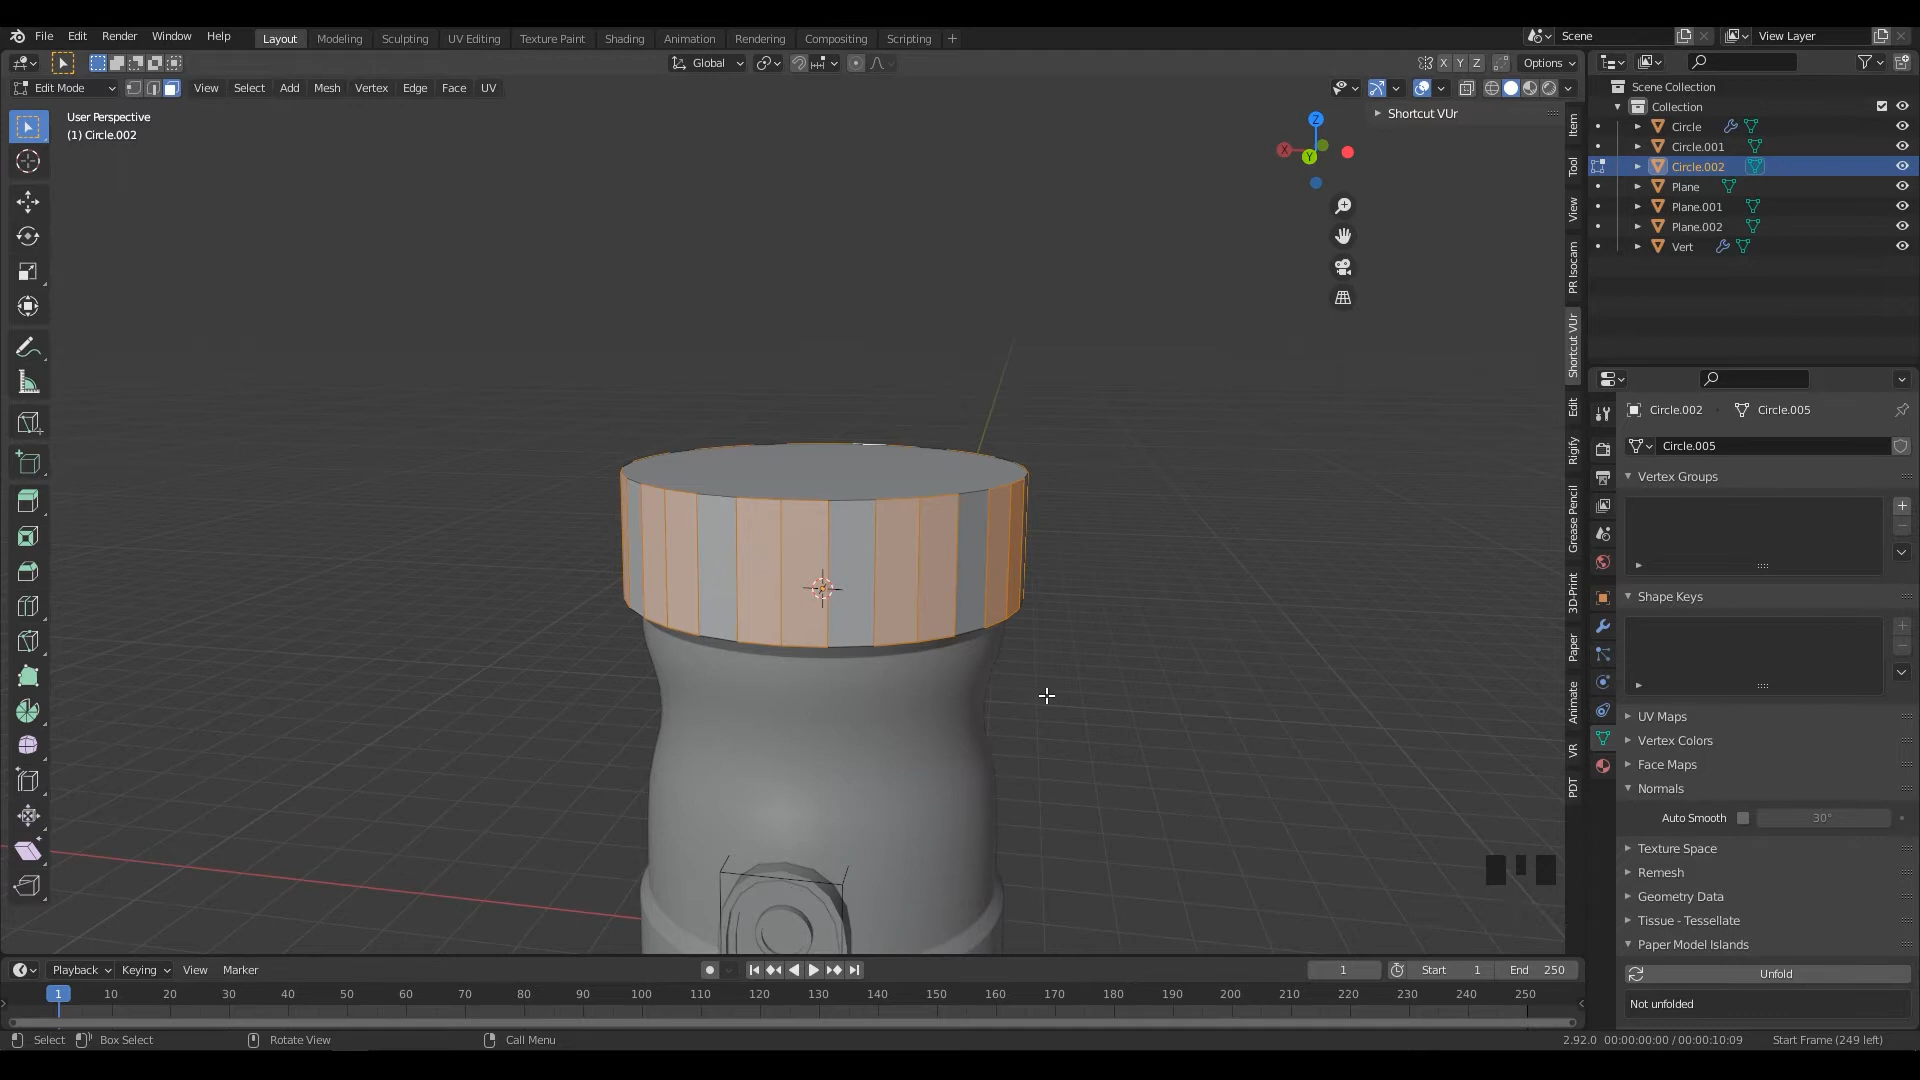 File Edit Render Window Help
Layout Modeling Sculpting UV Editing Texture Paint Shading Animation Rendering Compositing Scripting +
Scene
View Layer
Global
X Y Z
Options
Edit Mode
View Select Add Mesh Vertex Edge Face UV
User Perspective
(1) Circle.002
Shortcut VUr
Z
X
Y
Item
Tool
View
PR Isocam
Shortcut VUr
Edit
Rigify
Grease Pencil
3D-Print
Paper
Animate
VR
PDT
Scene Collection
Collection
Circle
Circle.001
Circle.002
Plane
Plane.001
Plane.002
Vert
Circle.002 Circle.005
Circle.005
Vertex Groups
Shape Keys
UV Maps
Vertex Colors
Face Maps
Normals
Auto Smooth 30°
Texture Space
Remesh
Geometry Data
Tissue - Tessellate
Paper Model Islands
Unfold
Not unfolded
Playback Keying View Marker
1 Start 1 End 250
1 10 20 30 40 50 60 70 80 90 100 110 120 130 140 150 160 170 180 190 200 210 220 230 240 250
Select Box Select Rotate View Call Menu
2.92.0 00:00:00:00 / 00:00:10:09 Start Frame (249 left)